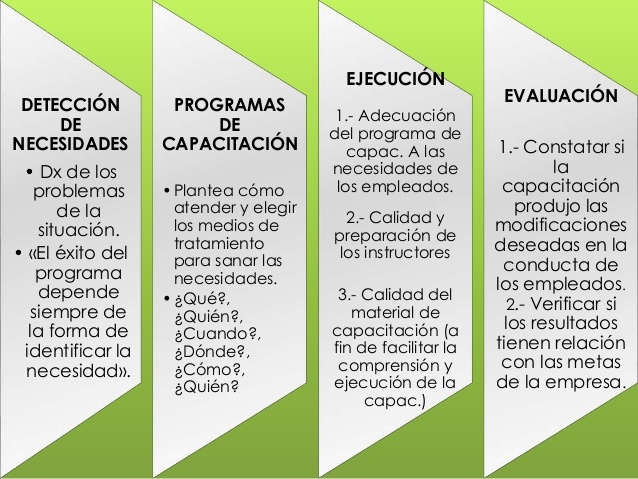 DETECCIÓN
DE
NECESIDADES
• Dx de los
problemas
de la
situación.
• «El éxito del
programa
depende
siempre de
la forma de
identificar la
necesidad».
PROGRAMAS
DE
CAPACITACIÓN
• Plantea cómo
atender y elegir
los medios de
tratamiento
para sanar las
necesidades.
• ¿Qué?,
¿Quién?,
¿Cuando?,
¿Dónde?,
¿Cómo?,
¿Quién?
EJECUCIÓN
1.- Adecuación
del programa de
capac. A las
necesidades de
los empleados.
2.- Calidad y
preparación de
los instructores
3.- Calidad del
material de
capacitación (a
fin de facilitar la
comprensión y
ejecución de la
capac.)
EVALUACIÓN
1.- Constatar si
la
capacitación
produjo las
modificaciones
deseadas en la
conducta de
los empleados.
2.- Verificar si
los resultados
tienen relación
con las metas
de la empresa.